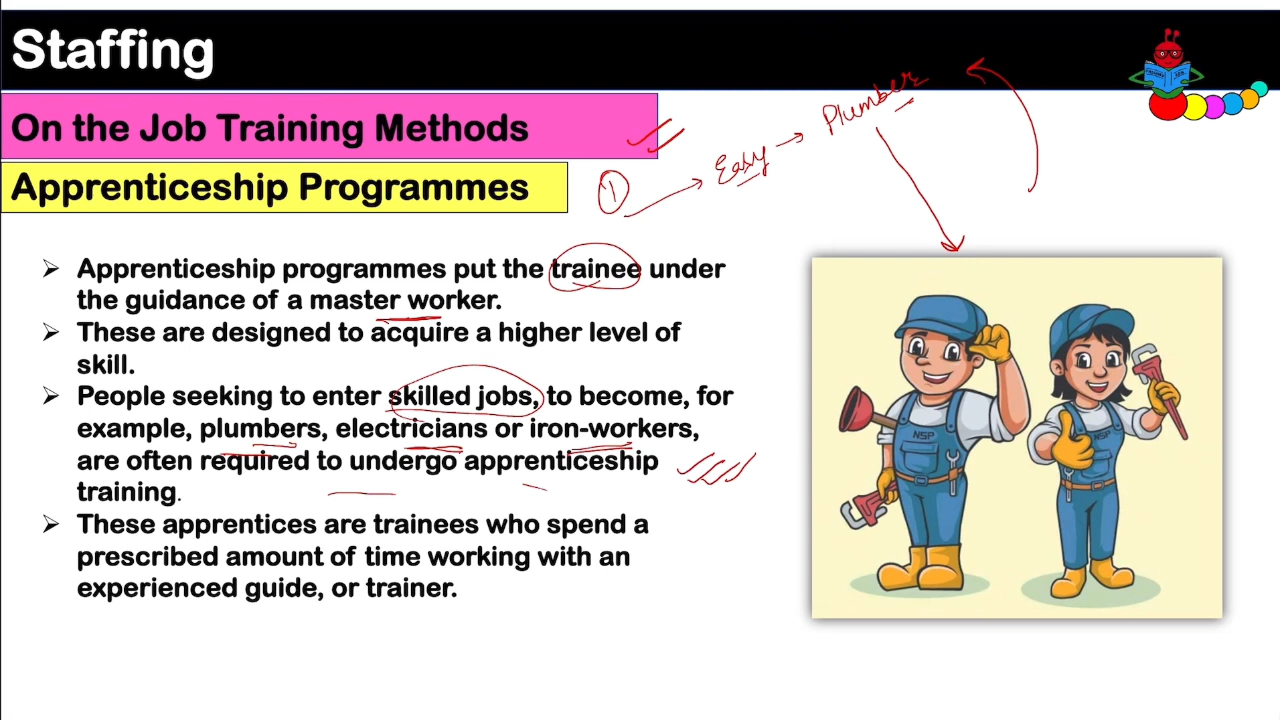 Staffing
On the Job Training Methods
Apprenticeship Programmes
① → Easy → Plumber
➢ Apprenticeship programmes put the trainee under
the guidance of a master worker.
➢ These are designed to acquire a higher level of
skill.
➢ People seeking to enter skilled jobs, to become, for
example, plumbers, electricians or iron-workers,
are often required to undergo apprenticeship
training.
➢ These apprentices are trainees who spend a
prescribed amount of time working with an
experienced guide, or trainer.
NSP
NSP